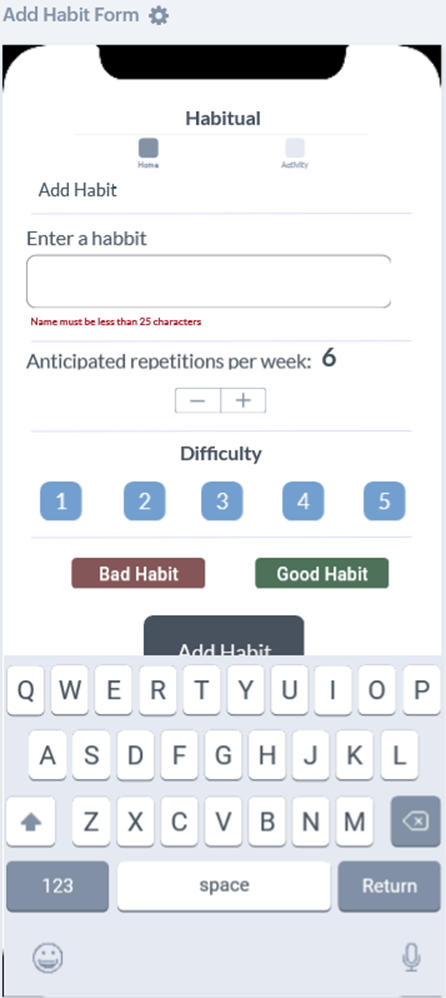 Add Habit Form
Habitual
Home Activity
Add Habit
Enter a habbit
Name must be less than 25 characters
Anticipated repetitions per week: 6
− +
Difficulty
1 2 3 4 5
Bad Habit Good Habit
Add Habit
Q W E R T Y U I O P
A S D F G H J K L
Z X C V B N M
123 space Return